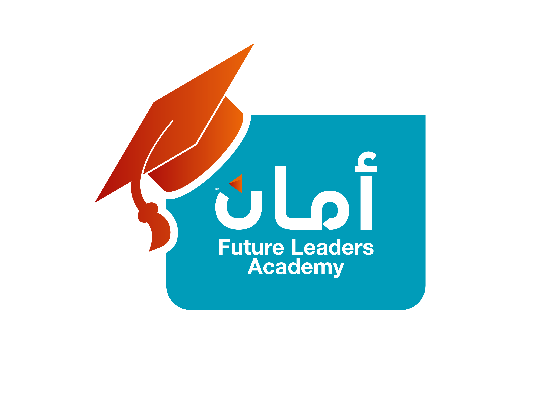 أمان
Future Leaders
Academy